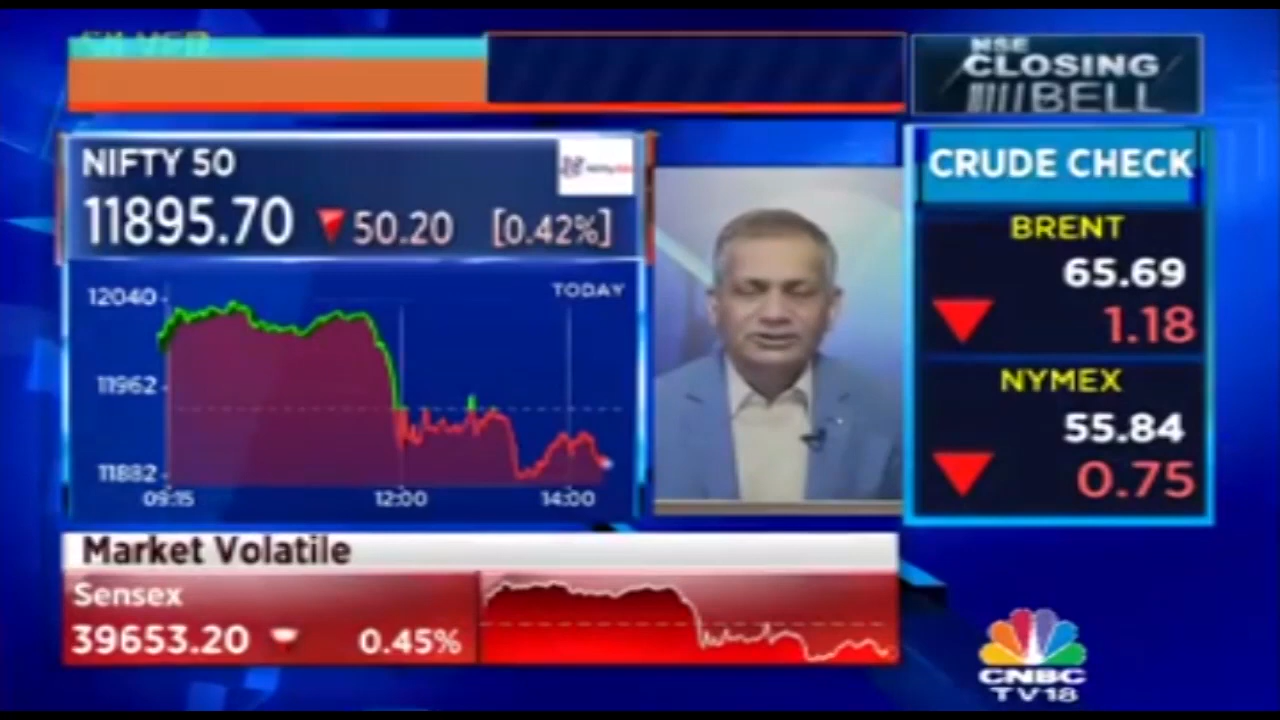 SILVER
NSE
CLOSING
BELL
NIFTY 50
11895.70 ▼ 50.20 [0.42%]
TODAY
12040
11962
11882
09:15 12:00 14:00
CRUDE CHECK
BRENT
65.69
▼ 1.18
NYMEX
55.84
▼ 0.75
Market Volatile
Sensex
39653.20 ▼ 0.45%
CNBC
TV18